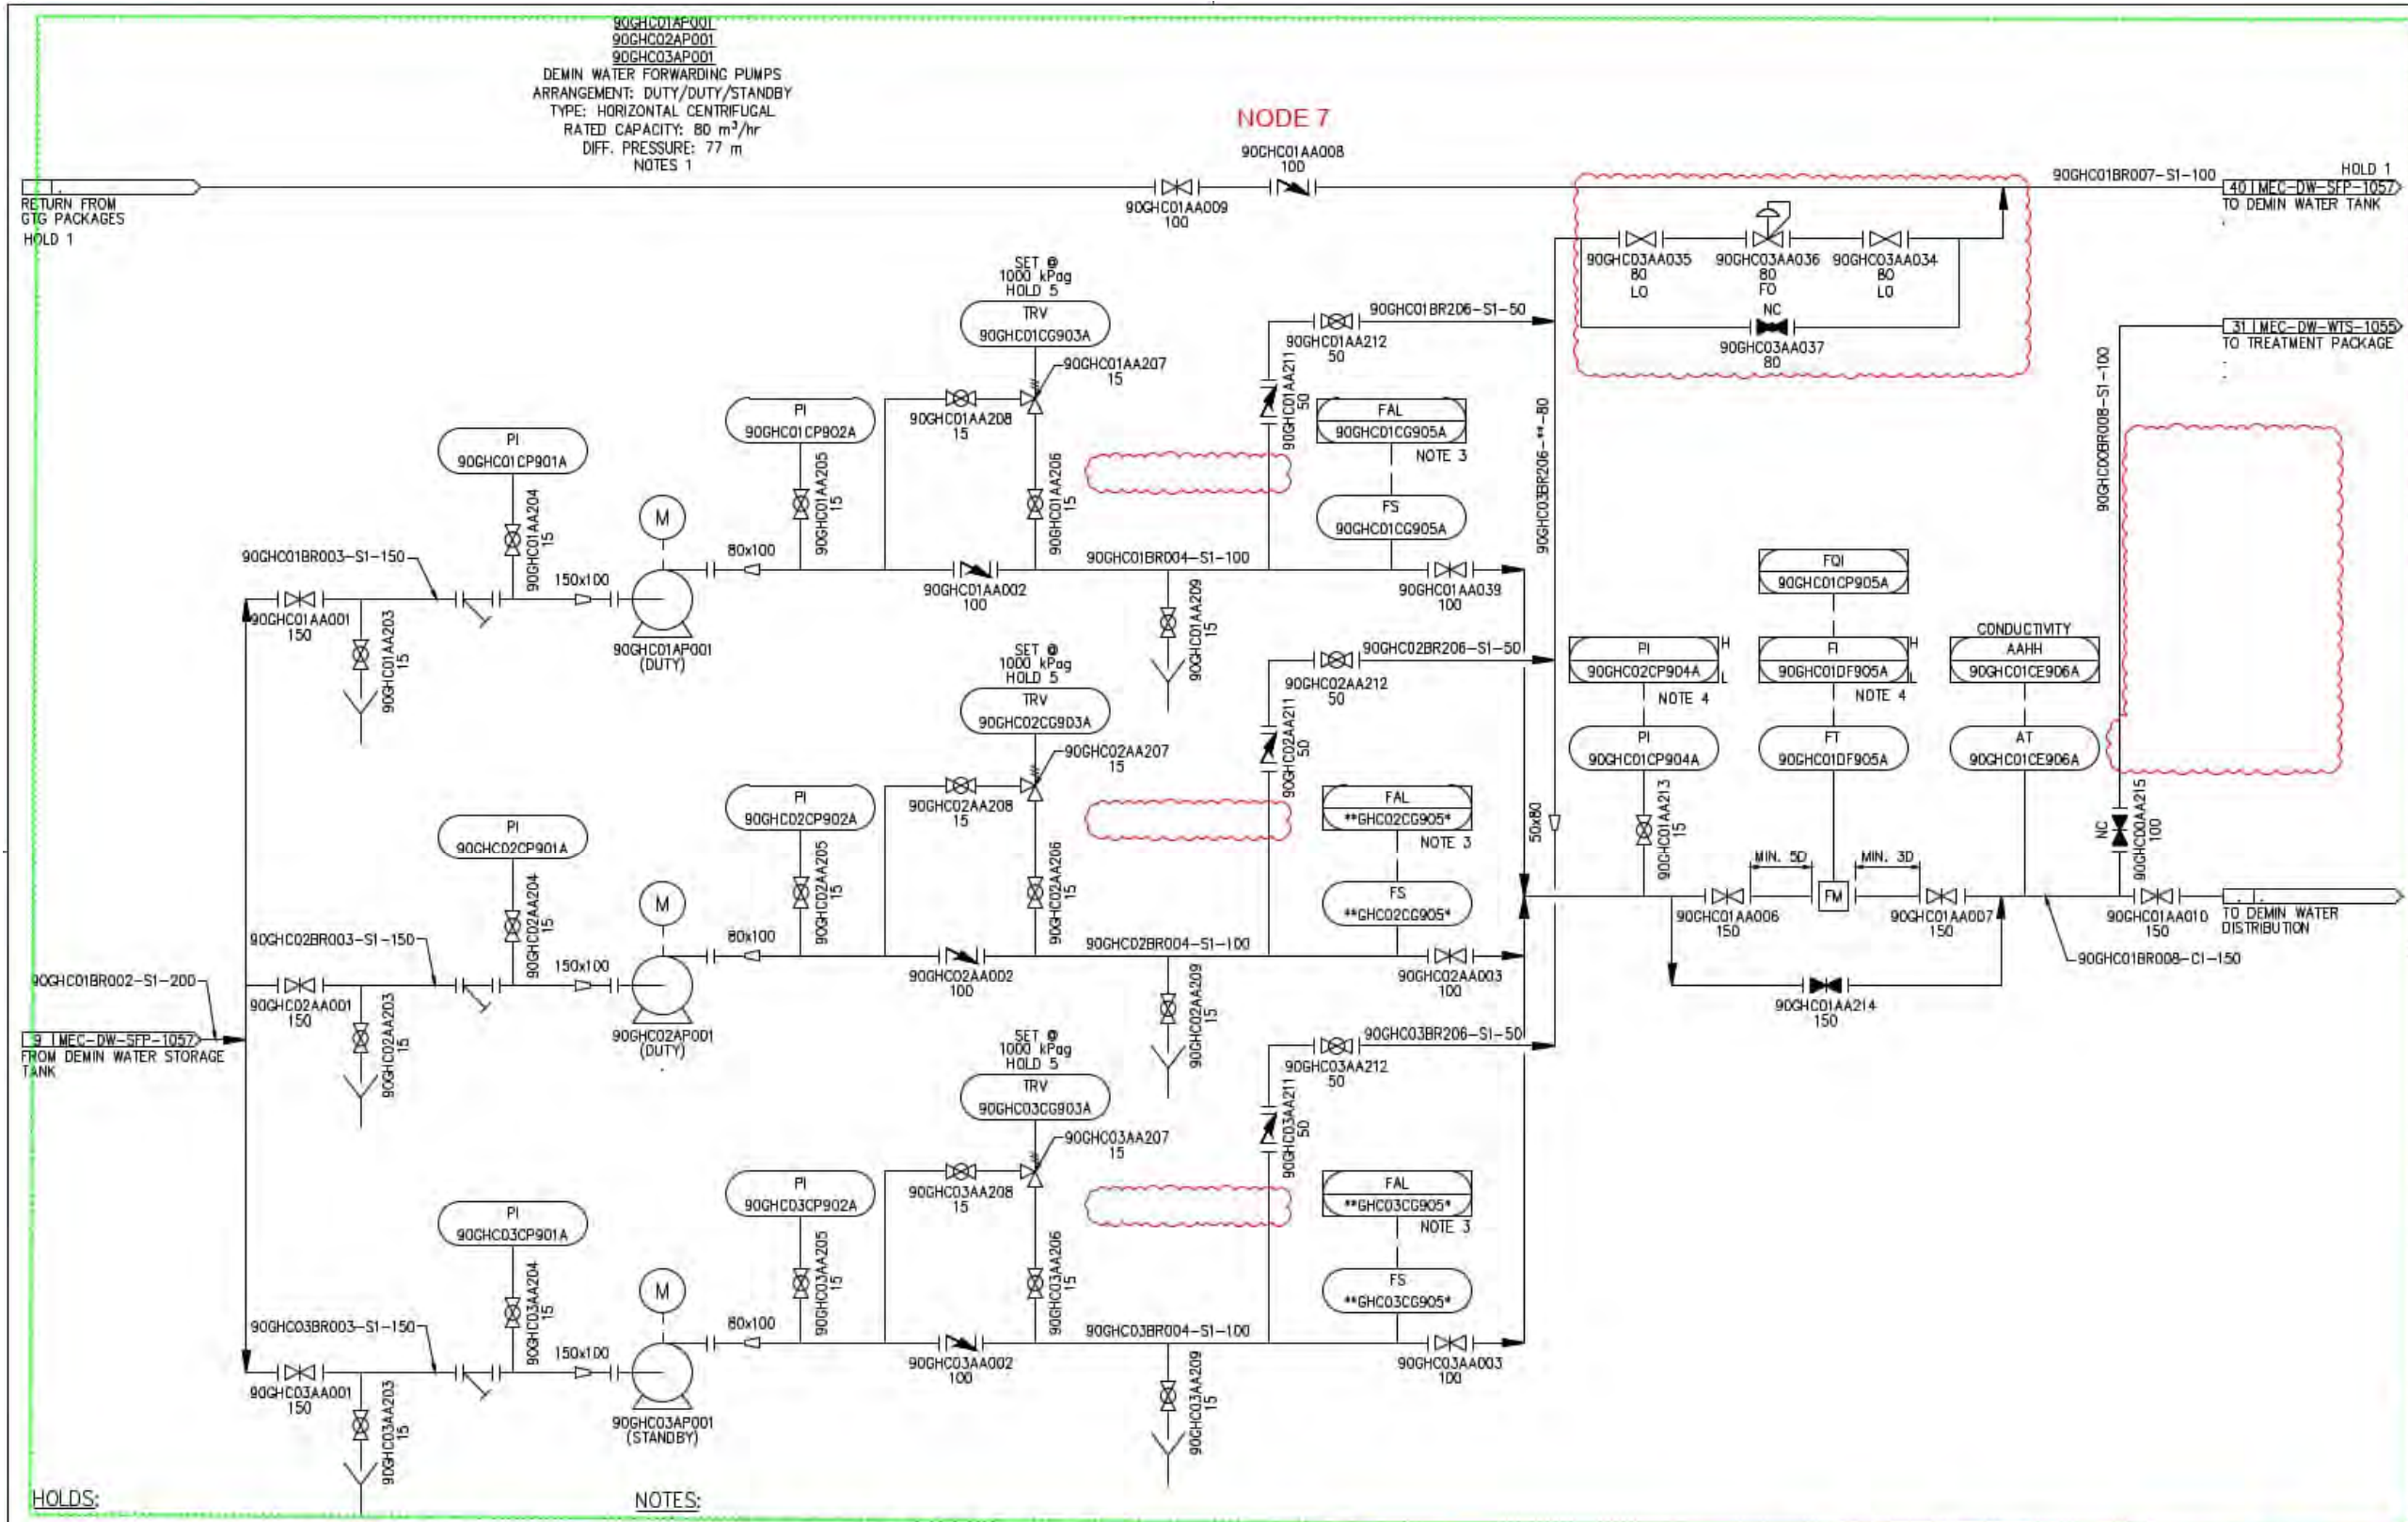 90GHC01AP001
90GHC02AP001
90GHC03AP001
DEMIN WATER FORWARDING PUMPS
ARRANGEMENT: DUTY/DUTY/STANDBY
TYPE: HORIZONTAL CENTRIFUGAL
RATED CAPACITY: 80 m³/hr
DIFF. PRESSURE: 77 m
NOTES 1
NODE 7
RETURN FROM
GTG PACKAGES
HOLD 1
90GHC01AA009
100
90GHC01AA008
100
90GHC01BR007-S1-100
HOLD 1
40 MEC-DW-SFP-1057
TO DEMIN WATER TANK
90GHC03AA035
80
LO
90GHC03AA036
80
FO
90GHC03AA034
80
LO
NC
90GHC03AA037
80
31 MEC-DW-WTS-1055
TO TREATMENT PACKAGE
90GHC00BR008-S1-100
SET @
1000 kPag
HOLD 5
TRV
90GHC01CG903A
90GHC01AA207
15
90GHC01AA208
15
90GHC01AA206
15
PI
90GHC01CP901A
90GHC01AA204
15
PI
90GHC01CP902A
90GHC01AA205
15
90GHC01BR003-S1-150
90GHC01AA001
150
90GHC01AA203
15
150x100
M
90GHC01AP001
(DUTY)
80x100
90GHC01AA002
100
90GHC01BR004-S1-100
90GHC01AA209
15
90GHC01AA211
50
90GHC01AA212
50
90GHC01BR206-S1-50
FAL
90GHC01CG905A
NOTE 3
FS
90GHC01CG905A
90GHC01AA039
100
90GHC03BR206-**-80
50x80
SET @
1000 kPag
HOLD 5
TRV
90GHC02CG903A
90GHC02AA207
15
90GHC02AA208
15
90GHC02AA206
15
PI
90GHC02CP901A
90GHC02AA204
15
PI
90GHC02CP902A
90GHC02AA205
15
90GHC02BR003-S1-150
90GHC02AA001
150
90GHC02AA203
15
150x100
M
90GHC02AP001
(DUTY)
80x100
90GHC02AA002
100
90GHC02BR004-S1-100
90GHC02AA209
15
90GHC02AA211
50
90GHC02AA212
50
90GHC02BR206-S1-50
FAL
**GHC02CG905*
NOTE 3
FS
**GHC02CG905*
90GHC02AA003
100
90GHC01BR002-S1-200
9 MEC-DW-SFP-1057
FROM DEMIN WATER STORAGE
TANK
PI
90GHC02CP904A
H
L
NOTE 4
PI
90GHC01CP904A
90GHC01AA213
15
FQI
90GHC01CP905A
FI
90GHC01DF905A
H
L
NOTE 4
FT
90GHC01DF905A
CONDUCTIVITY
AAHH
90GHC01CE906A
AT
90GHC01CE906A
MIN. 5D
MIN. 3D
FM
90GHC01AA006
150
90GHC01AA007
150
90GHC01AA214
150
NC
90GHC00AA215
100
90GHC01AA010
150
TO DEMIN WATER
DISTRIBUTION
90GHC01BR008-C1-150
SET @
1000 kPag
HOLD 5
TRV
90GHC03CG903A
90GHC03AA207
15
90GHC03AA208
15
90GHC03AA206
15
PI
90GHC03CP901A
90GHC03AA204
15
PI
90GHC03CP902A
90GHC03AA205
15
90GHC03BR003-S1-150
90GHC03AA001
150
90GHC03AA203
15
150x100
M
90GHC03AP001
(STANDBY)
80x100
90GHC03AA002
100
90GHC03BR004-S1-100
90GHC03AA209
15
90GHC03AA211
50
90GHC03AA212
50
90GHC03BR206-S1-50
FAL
**GHC03CG905*
NOTE 3
FS
**GHC03CG905*
90GHC03AA003
100
HOLDS:
NOTES: